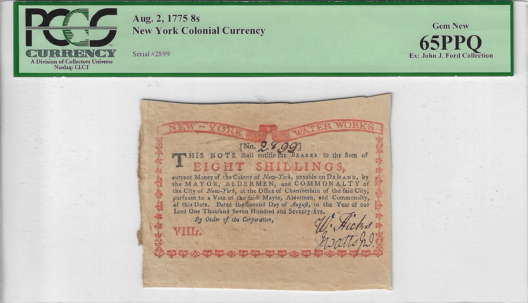 PCGS
CURRENCY
A Division of Collectors Universe
Nasdaq: CLCT
Aug. 2, 1775 8s
New York Colonial Currency
Serial #2899
Gem New
65PPQ
Ex: John J. Ford Collection
NEW-YORK WATER WORKS
[No. 2899]
THIS NOTE shall entitle the BEARER to the Sum of
EIGHT SHILLINGS,
current Money of the Colony of New-York, payable on DEMAND, by
the MAYOR, ALDERMEN, and COMMONALTY of
the City of New-York, at the Office of Chamberlain of the said City,
pursuant to a Vote of the said Mayor, Aldermen, and Commonalty,
of this Date. Dated the Second Day of August, in the Year of our
Lord One Thousand Seven Hundred and Seventy-five.
By Order of the Corporation,
VIIIs.
Wm. Hicks